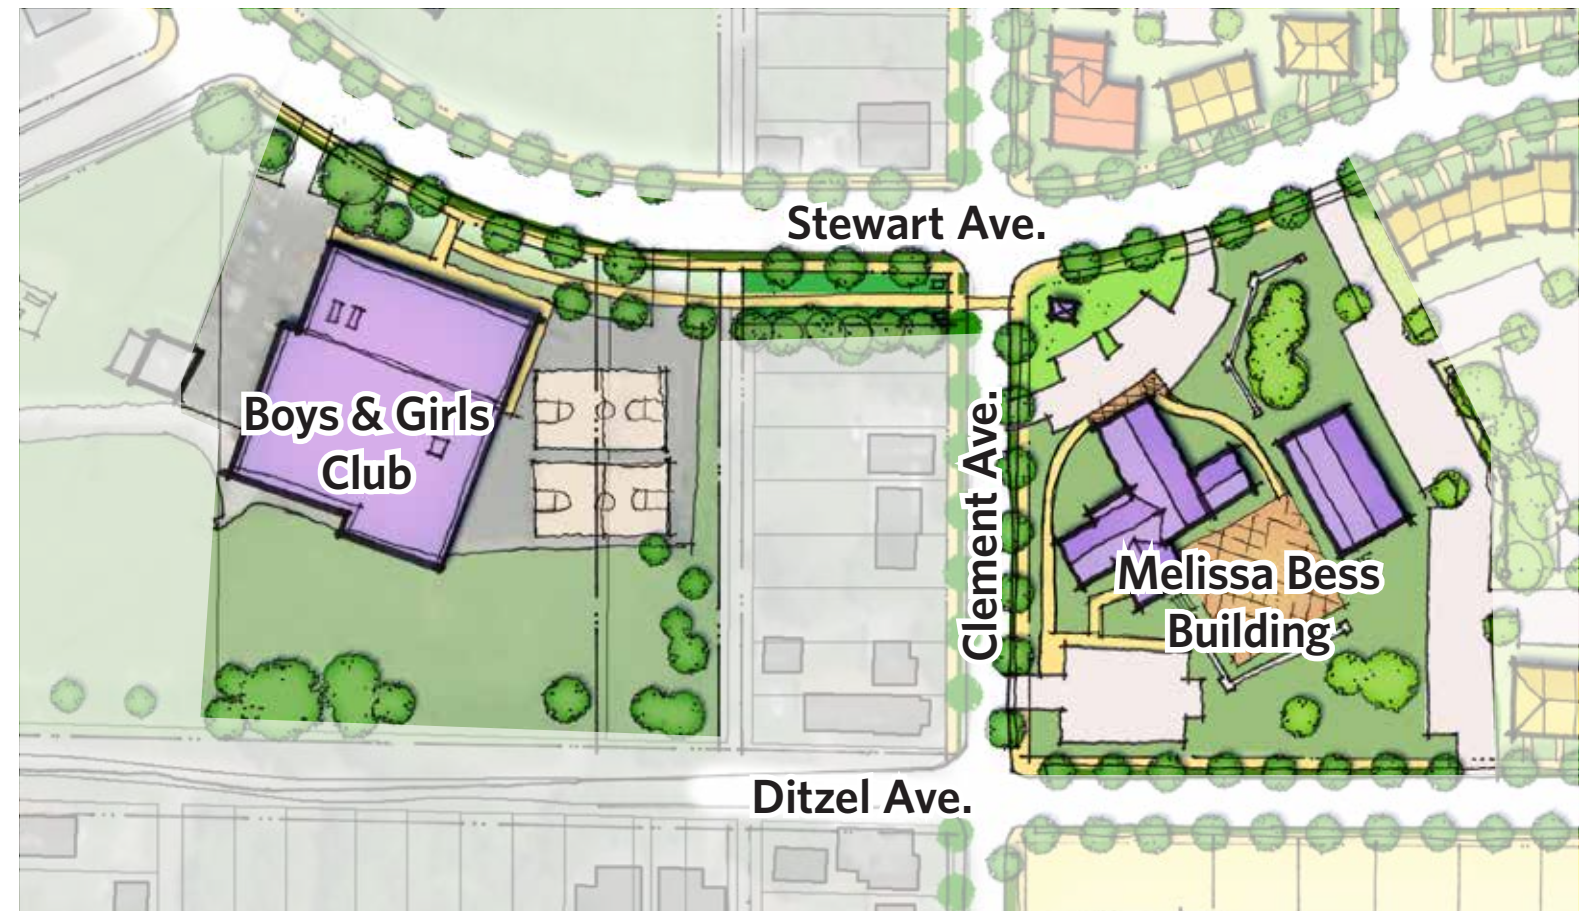 Stewart Ave.
Boys & Girls
Club
Clement Ave.
Melissa Bess
Building
Ditzel Ave.